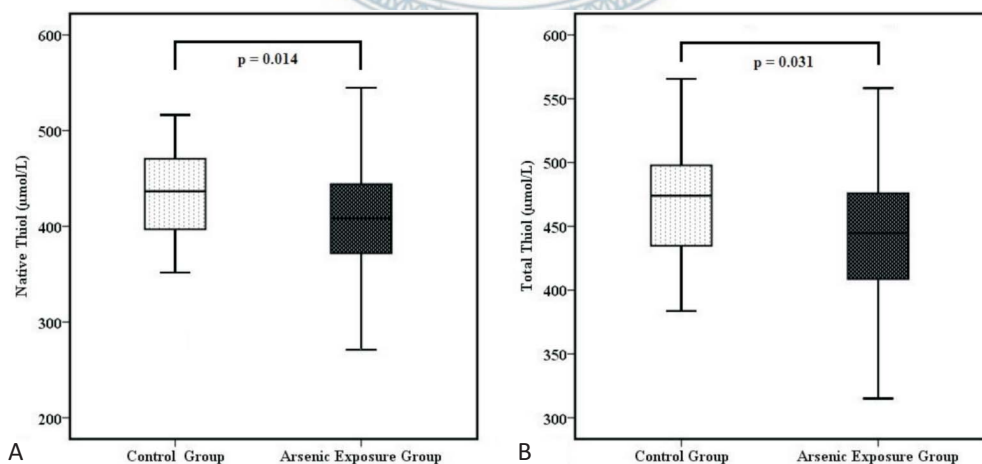 600
500
400
300
200
Native Thiol (µmol/L)
p = 0.014
Control Group
Arsenic Exposure Group
A
600
550
500
450
400
350
300
Total Thiol (µmol/L)
p = 0.031
Control Group
Arsenic Exposure Group
B